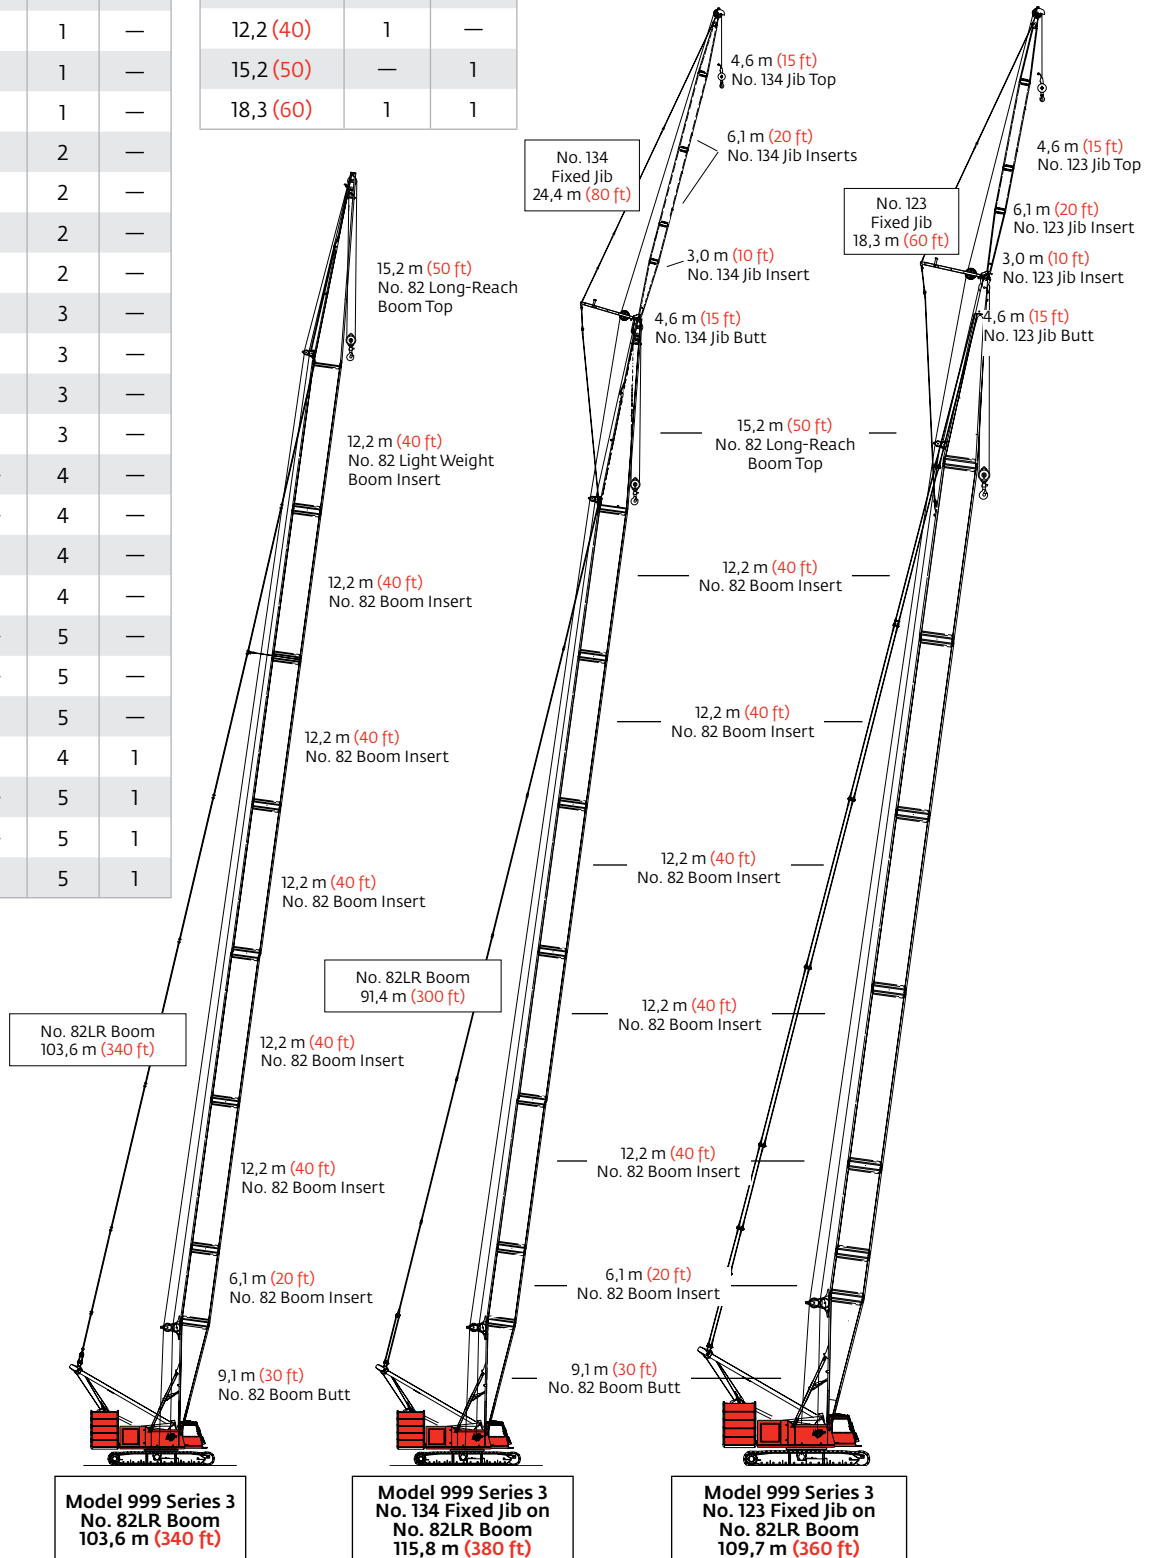 1 —
1 —
1 —
2 —
2 —
2 —
2 —
3 —
3 —
3 —
3 —
4 —
4 —
4 —
4 —
5 —
5 —
5 —
4 1
5 1
5 1
5 1
12,2 (40) 1 —
15,2 (50) — 1
18,3 (60) 1 1
15,2 m (50 ft)
No. 82 Long-Reach
Boom Top
12,2 m (40 ft)
No. 82 Light Weight
Boom Insert
12,2 m (40 ft)
No. 82 Boom Insert
12,2 m (40 ft)
No. 82 Boom Insert
12,2 m (40 ft)
No. 82 Boom Insert
12,2 m (40 ft)
No. 82 Boom Insert
12,2 m (40 ft)
No. 82 Boom Insert
6,1 m (20 ft)
No. 82 Boom Insert
9,1 m (30 ft)
No. 82 Boom Butt
No. 82LR Boom
103,6 m (340 ft)
Model 999 Series 3
No. 82LR Boom
103,6 m (340 ft)
4,6 m (15 ft)
No. 134 Jib Top
6,1 m (20 ft)
No. 134 Jib Inserts
No. 134
Fixed Jib
24,4 m (80 ft)
3,0 m (10 ft)
No. 134 Jib Insert
4,6 m (15 ft)
No. 134 Jib Butt
15,2 m (50 ft)
No. 82 Long-Reach
Boom Top
12,2 m (40 ft)
No. 82 Boom Insert
12,2 m (40 ft)
No. 82 Boom Insert
12,2 m (40 ft)
No. 82 Boom Insert
12,2 m (40 ft)
No. 82 Boom Insert
12,2 m (40 ft)
No. 82 Boom Insert
6,1 m (20 ft)
No. 82 Boom Insert
9,1 m (30 ft)
No. 82 Boom Butt
No. 82LR Boom
91,4 m (300 ft)
Model 999 Series 3
No. 134 Fixed Jib on
No. 82LR Boom
115,8 m (380 ft)
4,6 m (15 ft)
No. 123 Jib Top
No. 123
Fixed Jib
18,3 m (60 ft)
6,1 m (20 ft)
No. 123 Jib Insert
3,0 m (10 ft)
No. 123 Jib Insert
4,6 m (15 ft)
No. 123 Jib Butt
Model 999 Series 3
No. 123 Fixed Jib on
No. 82LR Boom
109,7 m (360 ft)